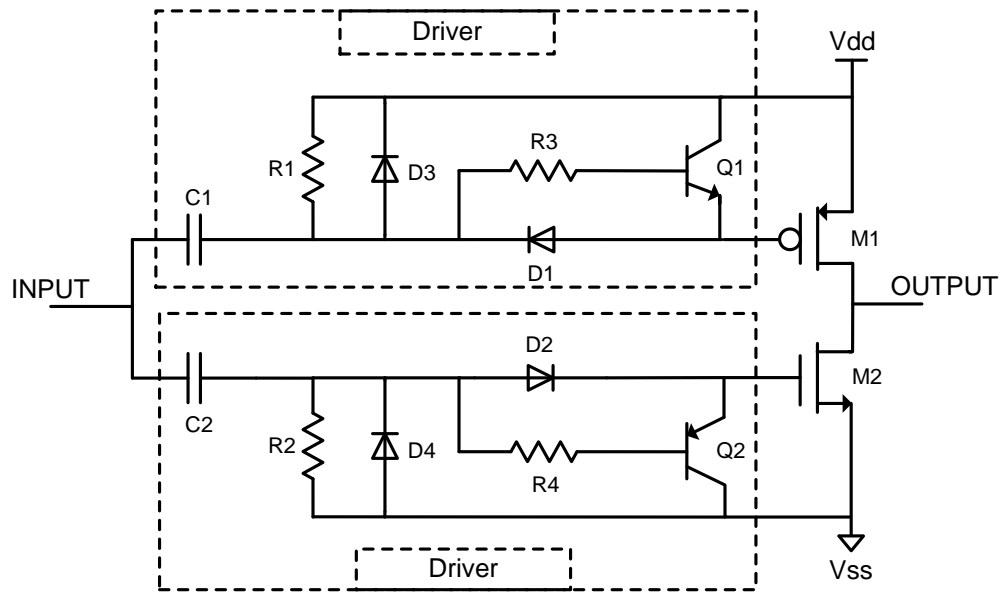 Driver
Vdd
R1
D3
R3
Q1
C1
D1
M1
INPUT
OUTPUT
D2
M2
C2
R2
D4
R4
Q2
Driver
Vss